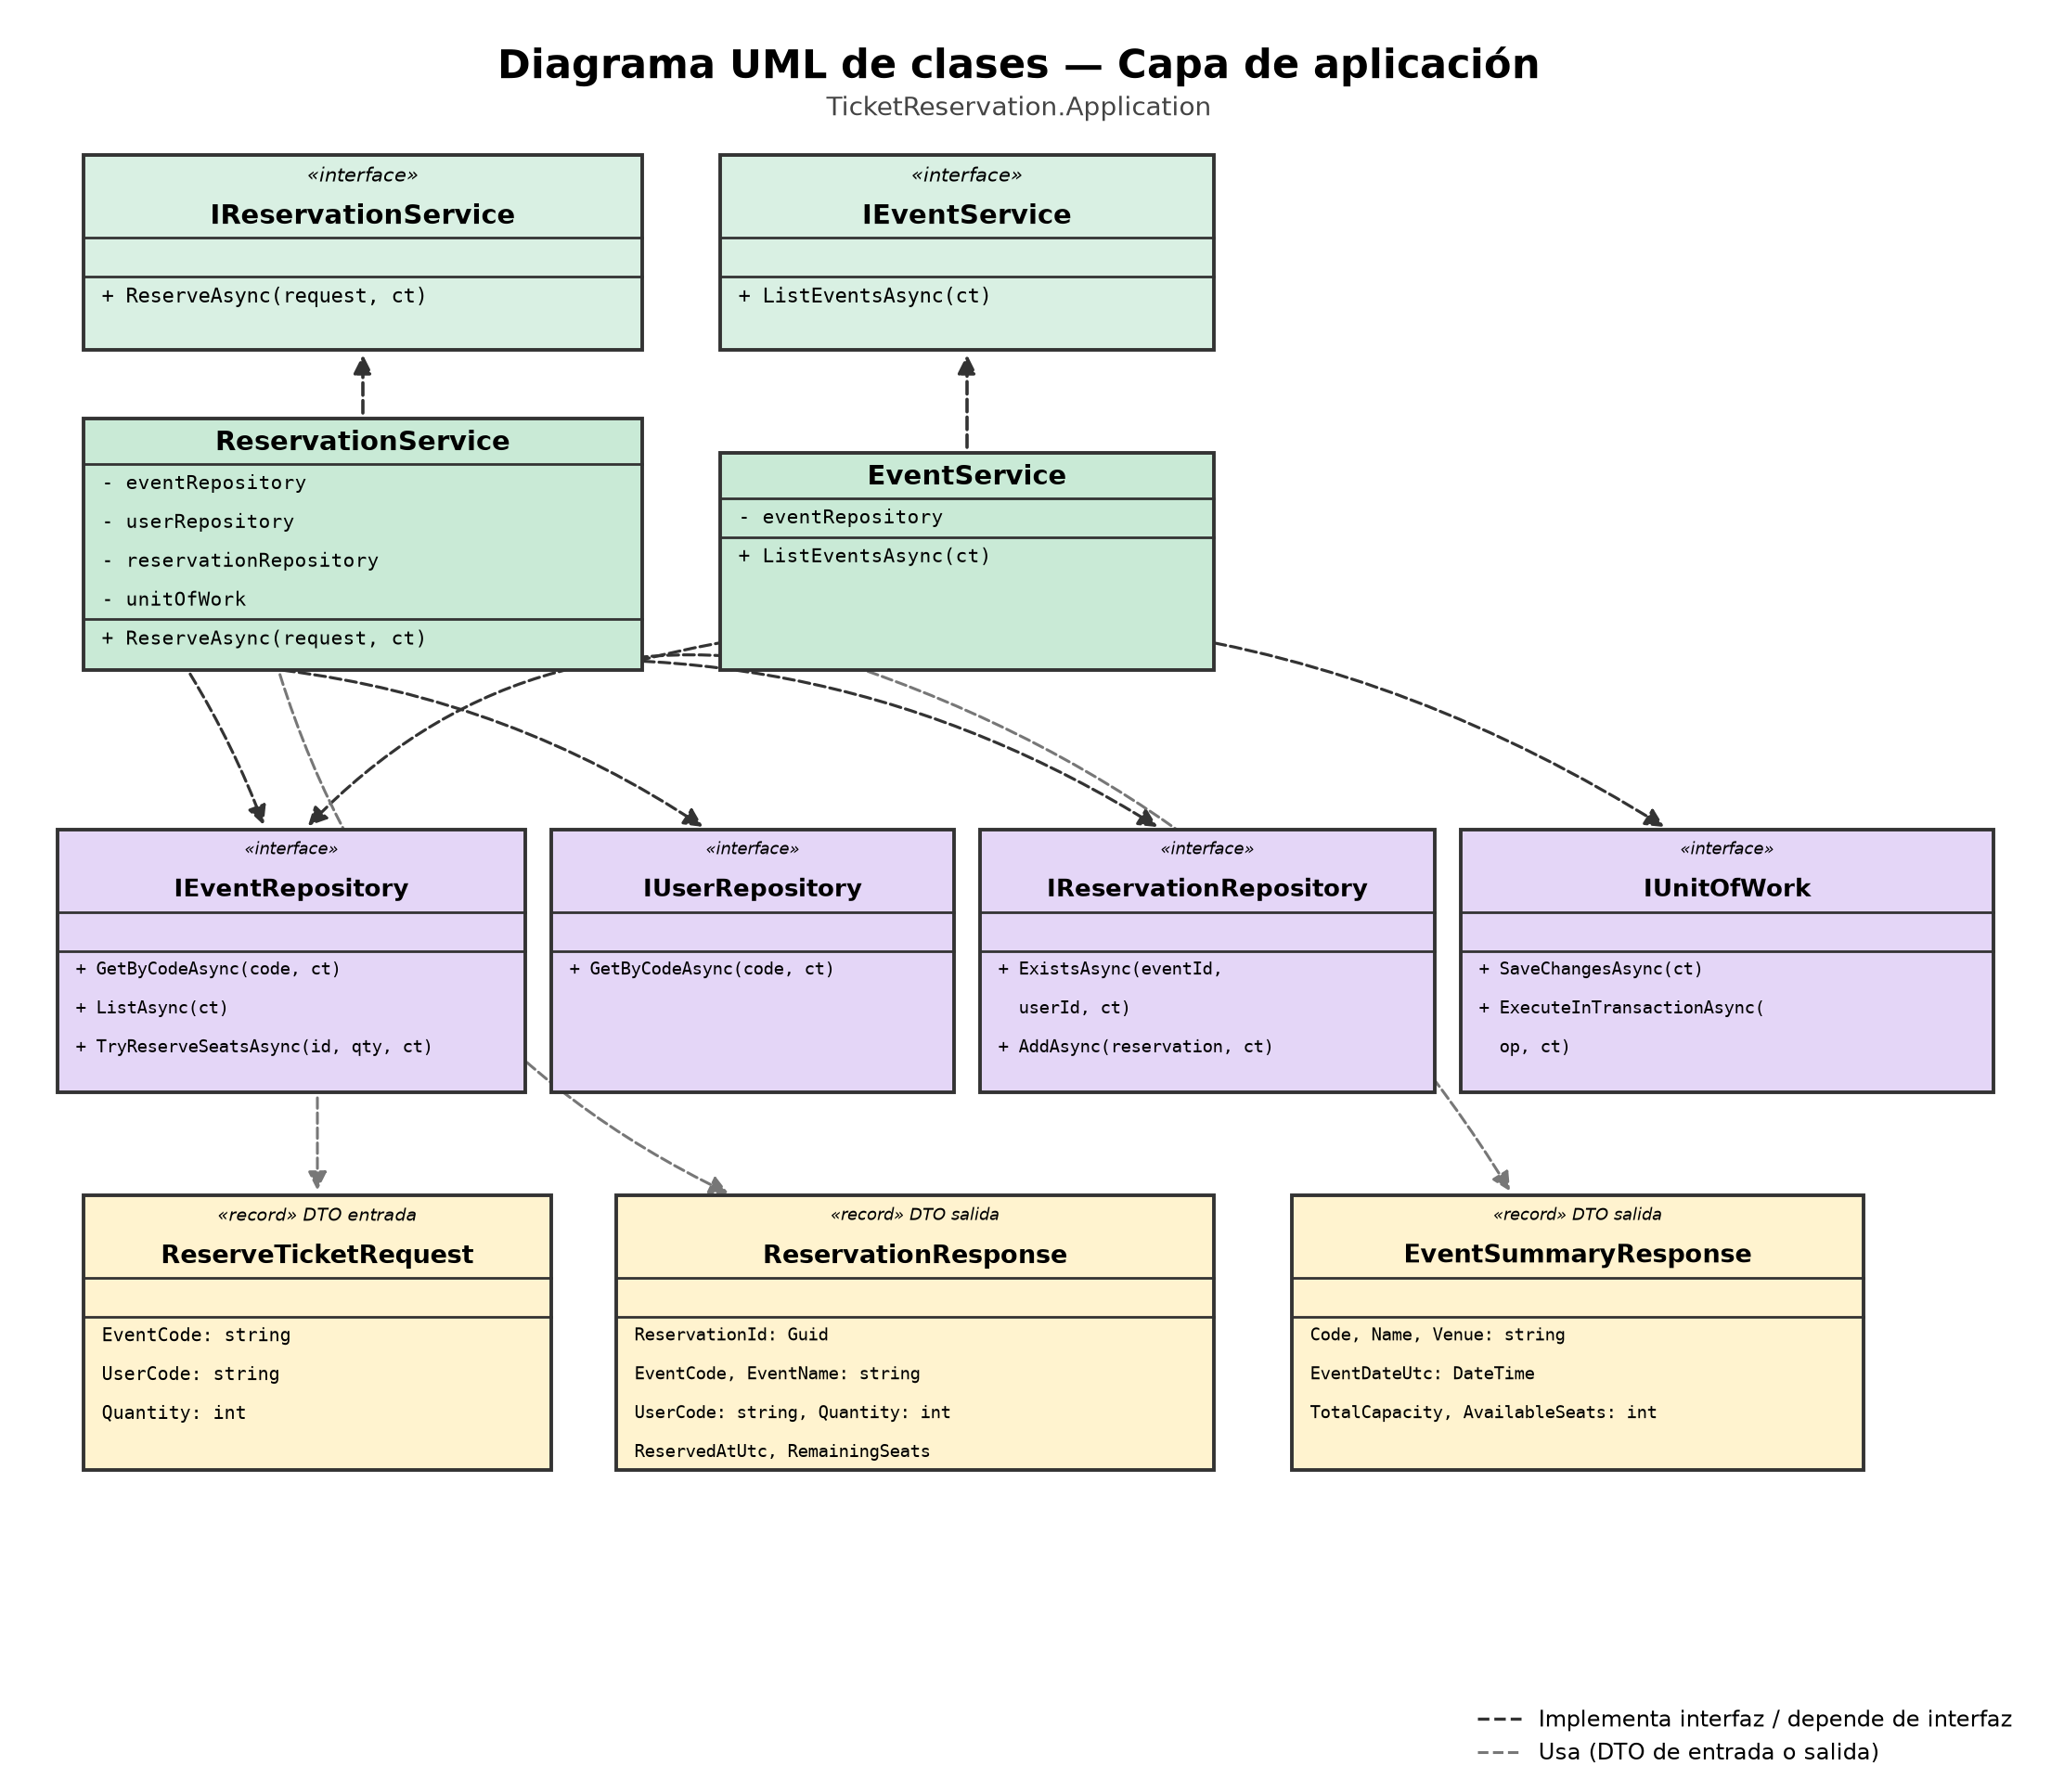 Diagrama UML de clases — Capa de aplicación
TicketReservation.Application
«interface»
IReservationService
+ ReserveAsync(request, ct)
«interface»
IEventService
+ ListEventsAsync(ct)
ReservationService
- eventRepository
- userRepository
- reservationRepository
- unitOfWork
+ ReserveAsync(request, ct)
EventService
- eventRepository
+ ListEventsAsync(ct)
«interface»
IEventRepository
+ GetByCodeAsync(code, ct)
+ ListAsync(ct)
+ TryReserveSeatsAsync(id, qty, ct)
«interface»
IUserRepository
+ GetByCodeAsync(code, ct)
«interface»
IReservationRepository
+ ExistsAsync(eventId,
userId, ct)
+ AddAsync(reservation, ct)
«interface»
IUnitOfWork
+ SaveChangesAsync(ct)
+ ExecuteInTransactionAsync(
op, ct)
«record» DTO entrada
ReserveTicketRequest
EventCode: string
UserCode: string
Quantity: int
«record» DTO salida
ReservationResponse
ReservationId: Guid
EventCode, EventName: string
UserCode: string, Quantity: int
ReservedAtUtc, RemainingSeats
«record» DTO salida
EventSummaryResponse
Code, Name, Venue: string
EventDateUtc: DateTime
TotalCapacity, AvailableSeats: int
Implementa interfaz / depende de interfaz
Usa (DTO de entrada o salida)